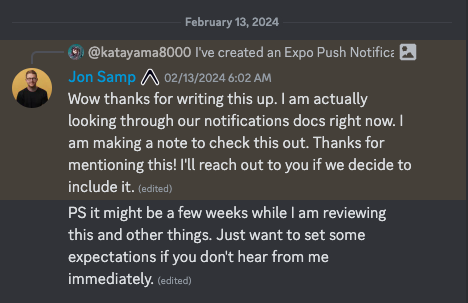 February 13, 2024
@katayama8000 I've created an Expo Push Notifica
Jon Samp 02/13/2024 6:02 AM
Wow thanks for writing this up. I am actually
looking through our notifications docs right now. I
am making a note to check this out. Thanks for
mentioning this! I'll reach out to you if we decide to
include it. (edited)
PS it might be a few weeks while I am reviewing
this and other things. Just want to set some
expectations if you don't hear from me
immediately. (edited)